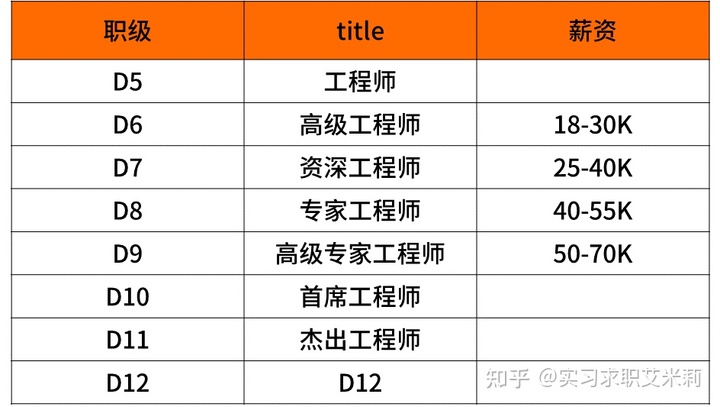 职级 title 薪资
D5 工程师
D6 高级工程师 18-30K
D7 资深工程师 25-40K
D8 专家工程师 40-55K
D9 高级专家工程师 50-70K
D10 首席工程师
D11 杰出工程师
D12 D12
知乎 @实习求职艾米莉